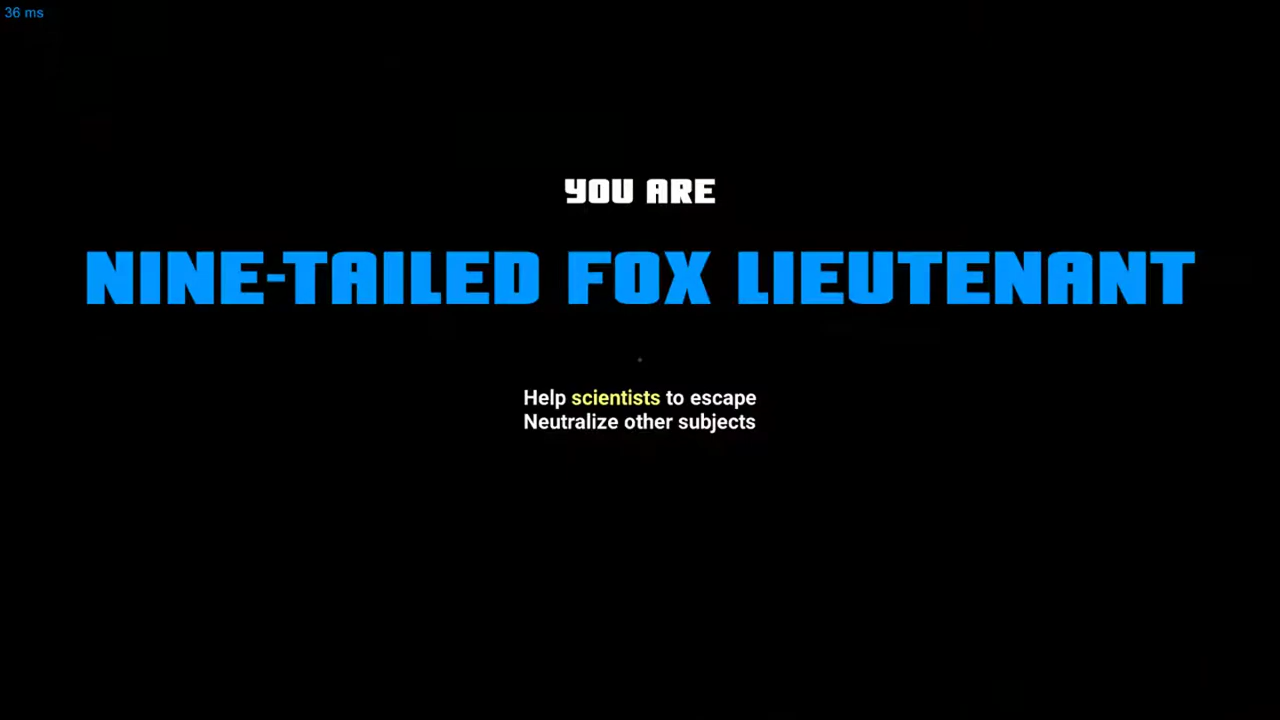 36 ms
YOU ARE
NINE-TAILED FOX LIEUTENANT
Help scientists to escape
Neutralize other subjects